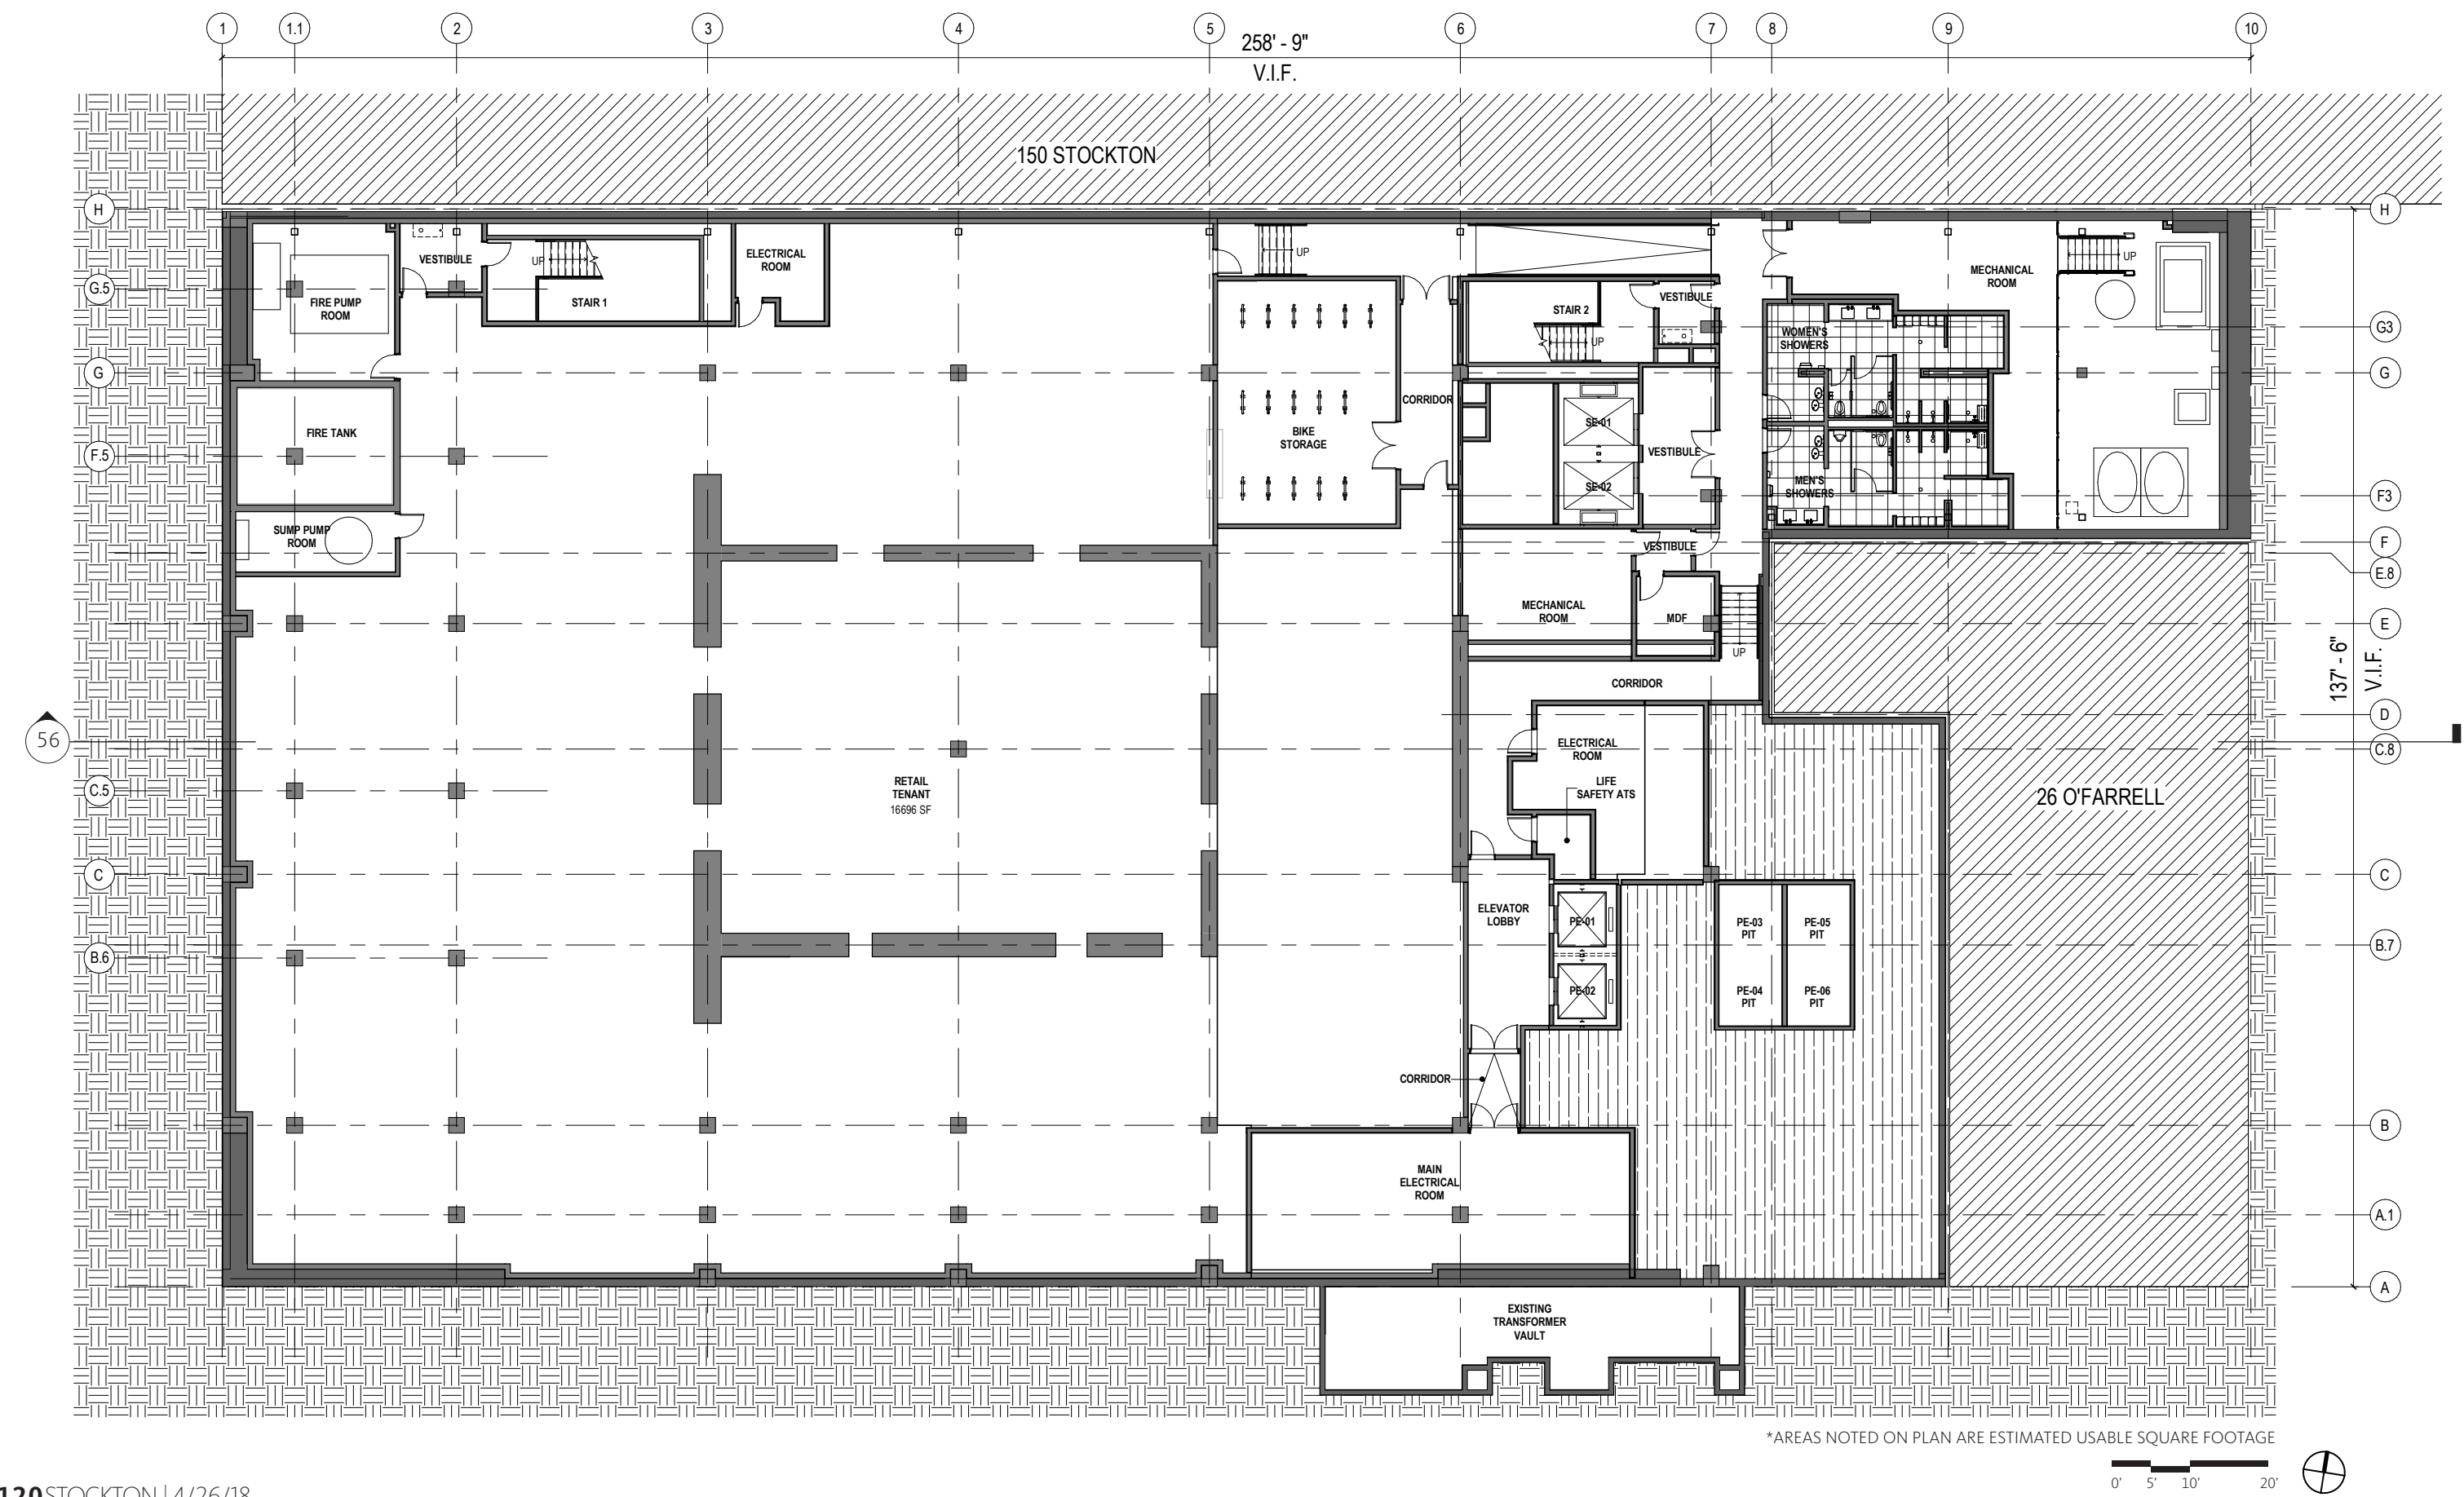 1 1.1 2 3 4 5 6 7 8 9 10
258' - 9"
V.I.F.
150 STOCKTON
H
H
G.5
G3
G
G
F.5
F3
F
E.8
E
D
56
C.8
C.5
C
C
B.6
B.7
B
A.1
A
137' - 6"
V.I.F.
FIRE PUMP
ROOM
VESTIBULE
UP
STAIR 1
ELECTRICAL
ROOM
UP
STAIR 2
UP
VESTIBULE
MECHANICAL
ROOM
UP
WOMEN'S
SHOWERS
FIRE TANK
BIKE
STORAGE
CORRIDOR
SE-01
SE-02
VESTIBULE
MEN'S
SHOWERS
SUMP PUMP
ROOM
VESTIBULE
MECHANICAL
ROOM
MDF
UP
CORRIDOR
ELECTRICAL
ROOM
LIFE
SAFETY ATS
RETAIL
TENANT
16696 SF
26 O'FARRELL
ELEVATOR
LOBBY
PE-01
PE-02
PE-03
PIT
PE-05
PIT
PE-04
PIT
PE-06
PIT
CORRIDOR
MAIN
ELECTRICAL
ROOM
EXISTING
TRANSFORMER
VAULT
*AREAS NOTED ON PLAN ARE ESTIMATED USABLE SQUARE FOOTAGE
0' 5' 10' 20'
120 STOCKTON | 4/26/18